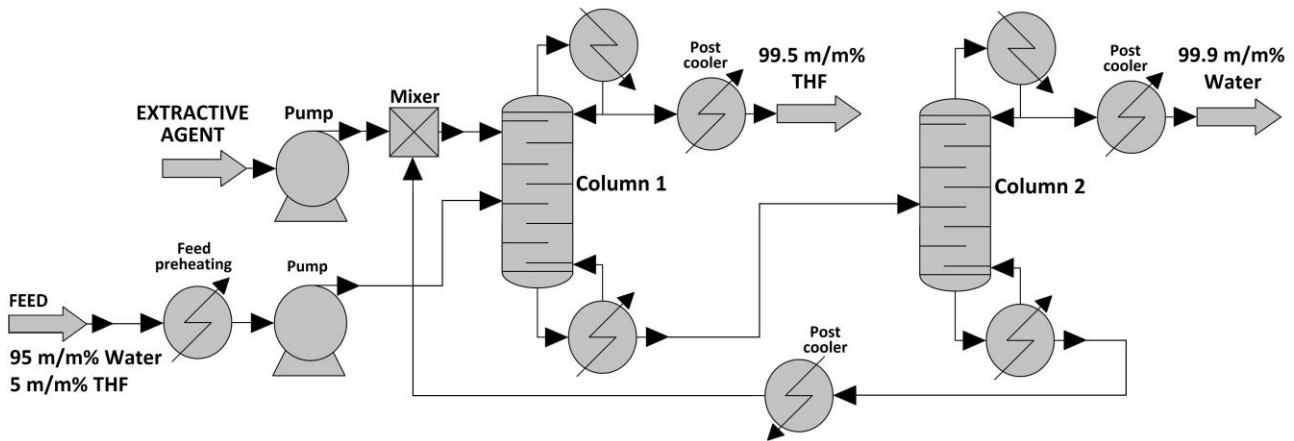 EXTRACTIVE
AGENT
Pump
Mixer
Post
cooler
99.5 m/m%
THF
Column 1
Post
cooler
99.9 m/m%
Water
Column 2
FEED
95 m/m% Water
5 m/m% THF
Feed
preheating
Pump
Post
cooler